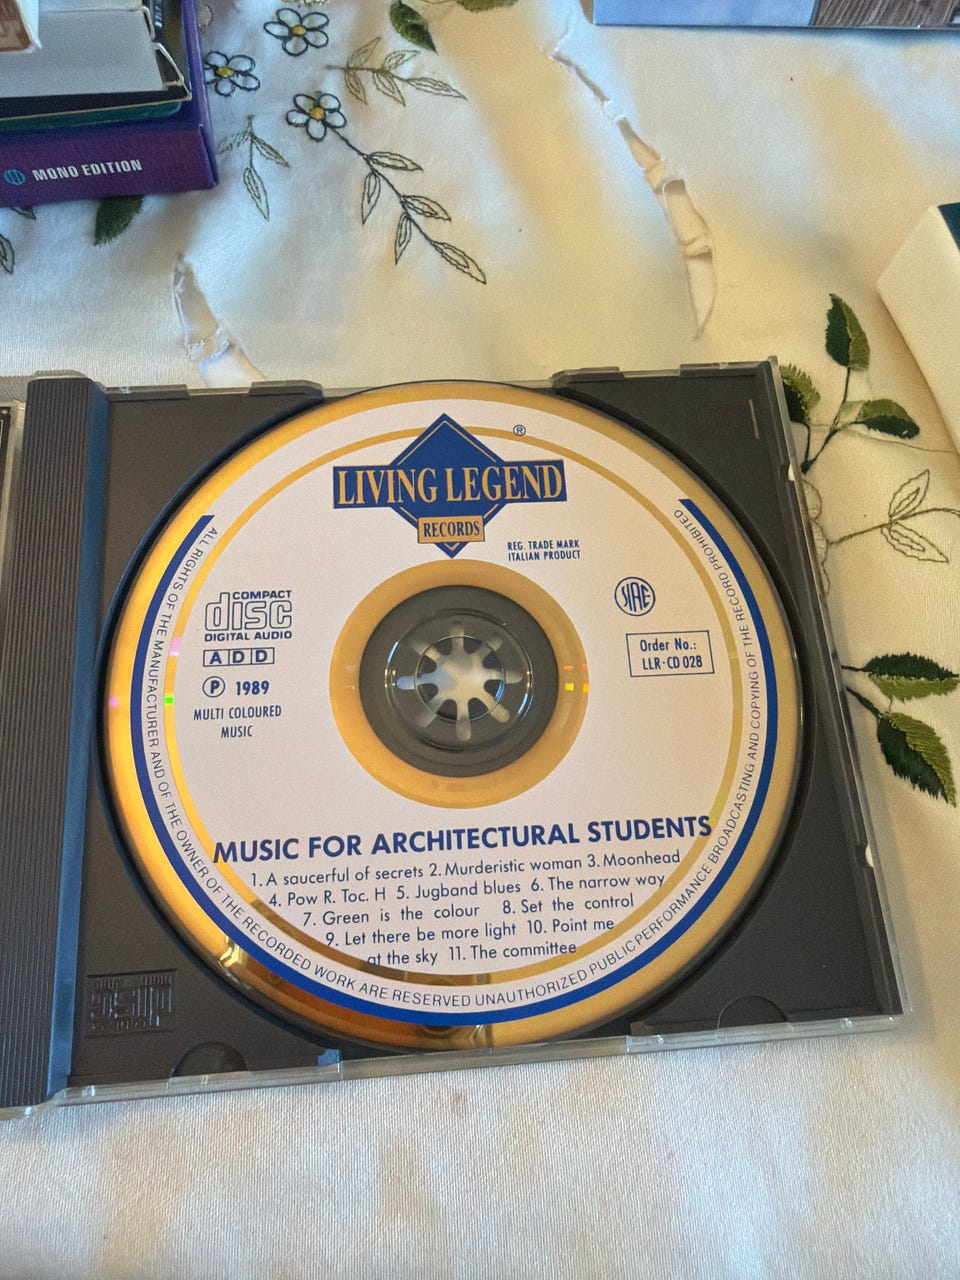 MONO EDITION
LIVING LEGEND
®
RECORDS
REG. TRADE MARK
ITALIAN PRODUCT
COMPACT
disc
DIGITAL AUDIO
ADD
SIAE
Order No.:
LLR-CD 028
P 1989
MULTI COLOURED
MUSIC
MUSIC FOR ARCHITECTURAL STUDENTS
1. A saucerful of secrets 2. Murderistic woman 3. Moonhead
4. Pow R. Toc. H 5. Jugband blues 6. The narrow way
7. Green is the colour 8. Set the control
9. Let there be more light 10. Point me
at the sky 11. The committee
ALL RIGHTS OF THE MANUFACTURER AND OF THE OWNER OF THE RECORDED WORK ARE RESERVED UNAUTHORIZED PUBLIC PERFORMANCE BROADCASTING AND COPYING OF THE RECORD PROHIBITED
COMPACT
disc
DIGITAL AUDIO